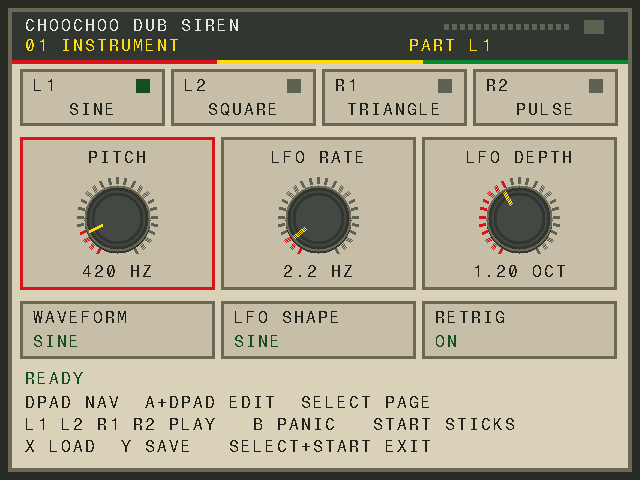 CHOOCHOO DUB SIREN
01 INSTRUMENT PART L1
L1 L2 R1 R2
SINE SQUARE TRIANGLE PULSE
PITCH LFO RATE LFO DEPTH
420 HZ 2.2 HZ 1.20 OCT
WAVEFORM LFO SHAPE RETRIG
SINE SINE ON
READY
DPAD NAV A+DPAD EDIT SELECT PAGE
L1 L2 R1 R2 PLAY B PANIC START STICKS
X LOAD Y SAVE SELECT+START EXIT